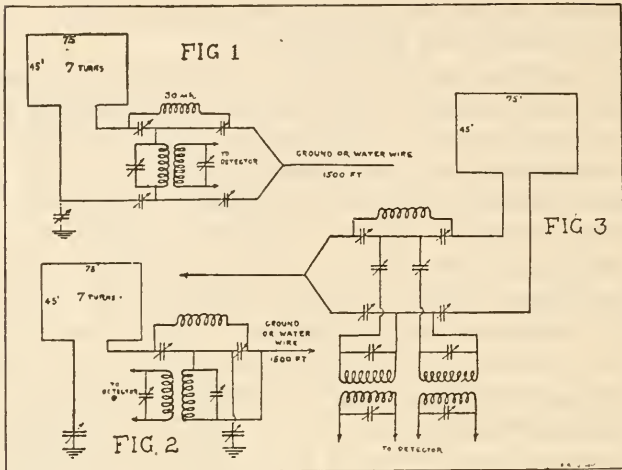 75'
FIG 1
45'
7 TURNS
30 mh.
TO
DETECTOR
GROUND OR WATER WIRE
1500 FT
75'
45'
FIG 3
75'
45'
7 TURNS
GROUND
OR WATER
WIRE
1500 FT
TO
DETECTOR
FIG. 2
TO DETECTOR